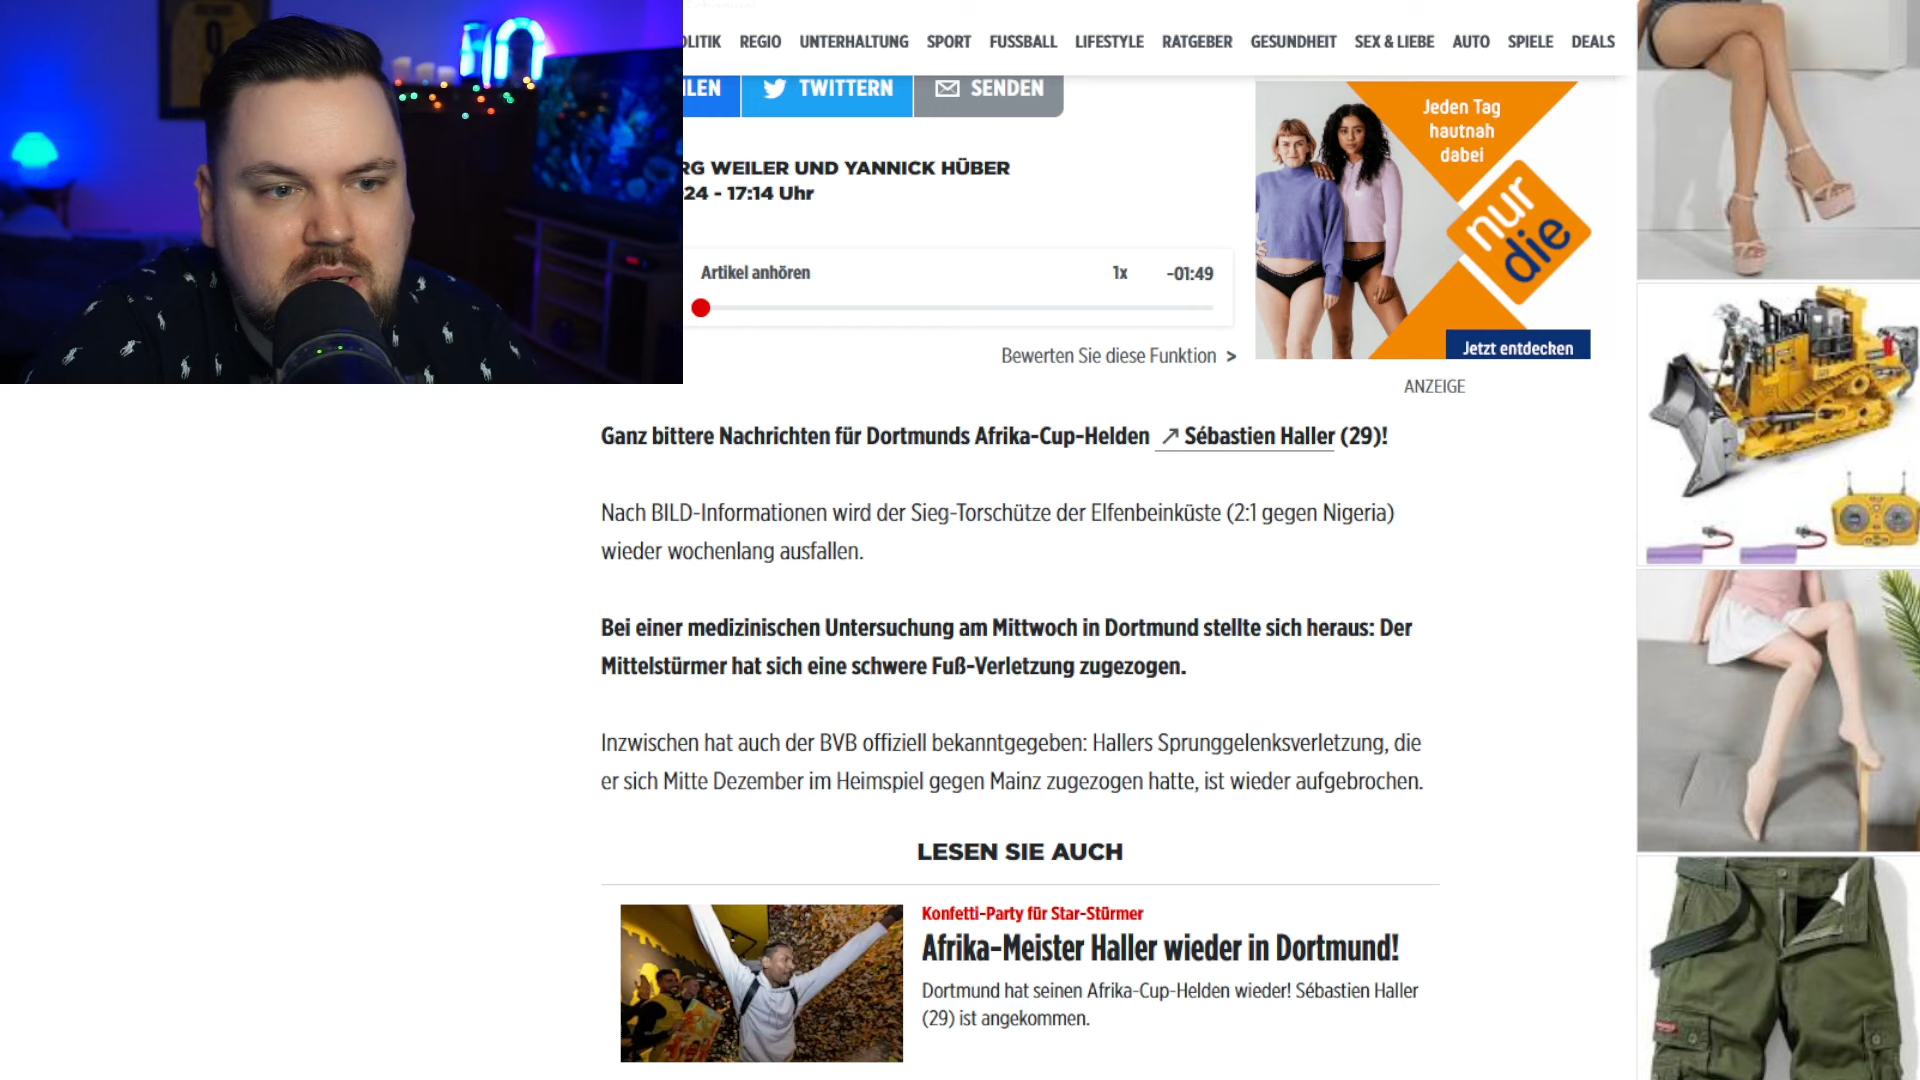 9
OLITIK REGIO UNTERHALTUNG SPORT FUSSBALL LIFESTYLE RATGEBER GESUNDHEIT SEX & LIEBE AUTO SPIELE DEALS
ILEN TWITTERN SENDEN
RG WEILER UND YANNICK HÜBER
24 - 17:14 Uhr
Artikel anhören 1x -01:49
Bewerten Sie diese Funktion >
Jeden Tag
hautnah
dabei
nur
die
Jetzt entdecken
ANZEIGE
Ganz bittere Nachrichten für Dortmunds Afrika-Cup-Helden ↗ Sébastien Haller (29)!
Nach BILD-Informationen wird der Sieg-Torschütze der Elfenbeinküste (2:1 gegen Nigeria)
wieder wochenlang ausfallen.
Bei einer medizinischen Untersuchung am Mittwoch in Dortmund stellte sich heraus: Der
Mittelstürmer hat sich eine schwere Fuß-Verletzung zugezogen.
Inzwischen hat auch der BVB offiziell bekanntgegeben: Hallers Sprunggelenksverletzung, die
er sich Mitte Dezember im Heimspiel gegen Mainz zugezogen hatte, ist wieder aufgebrochen.
LESEN SIE AUCH
Konfetti-Party für Star-Stürmer
Afrika-Meister Haller wieder in Dortmund!
Dortmund hat seinen Afrika-Cup-Helden wieder! Sébastien Haller
(29) ist angekommen.